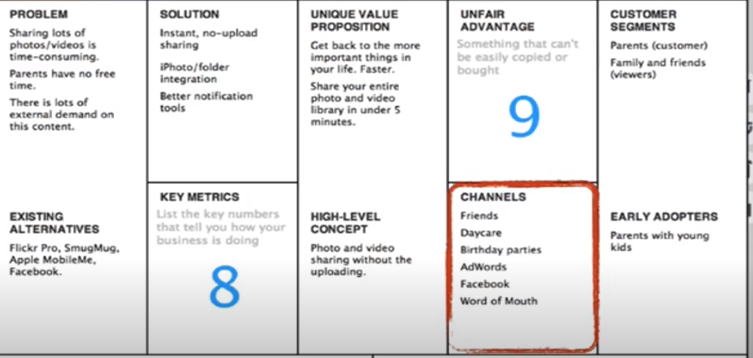 PROBLEM
Sharing lots of
photos/videos is
time-consuming.
Parents have no free
time.
There is lots of
external demand on
this content.
EXISTING
ALTERNATIVES
Flickr Pro, SmugMug,
Apple MobileMe,
Facebook.
SOLUTION
Instant, no-upload
sharing
iPhoto/folder
integration
Better notification
tools
KEY METRICS
List the key numbers
that tell you how your
business is doing
8
UNIQUE VALUE
PROPOSITION
Get back to the more
important things in
your life. Faster.
Share your entire
photo and video
library in under 5
minutes.
HIGH-LEVEL
CONCEPT
Photo and video
sharing without the
uploading.
UNFAIR
ADVANTAGE
Something that can't
be easily copied or
bought
9
CHANNELS
Friends
Daycare
Birthday parties
AdWords
Facebook
Word of Mouth
CUSTOMER
SEGMENTS
Parents (customer)
Family and friends
(viewers)
EARLY ADOPTERS
Parents with young
kids